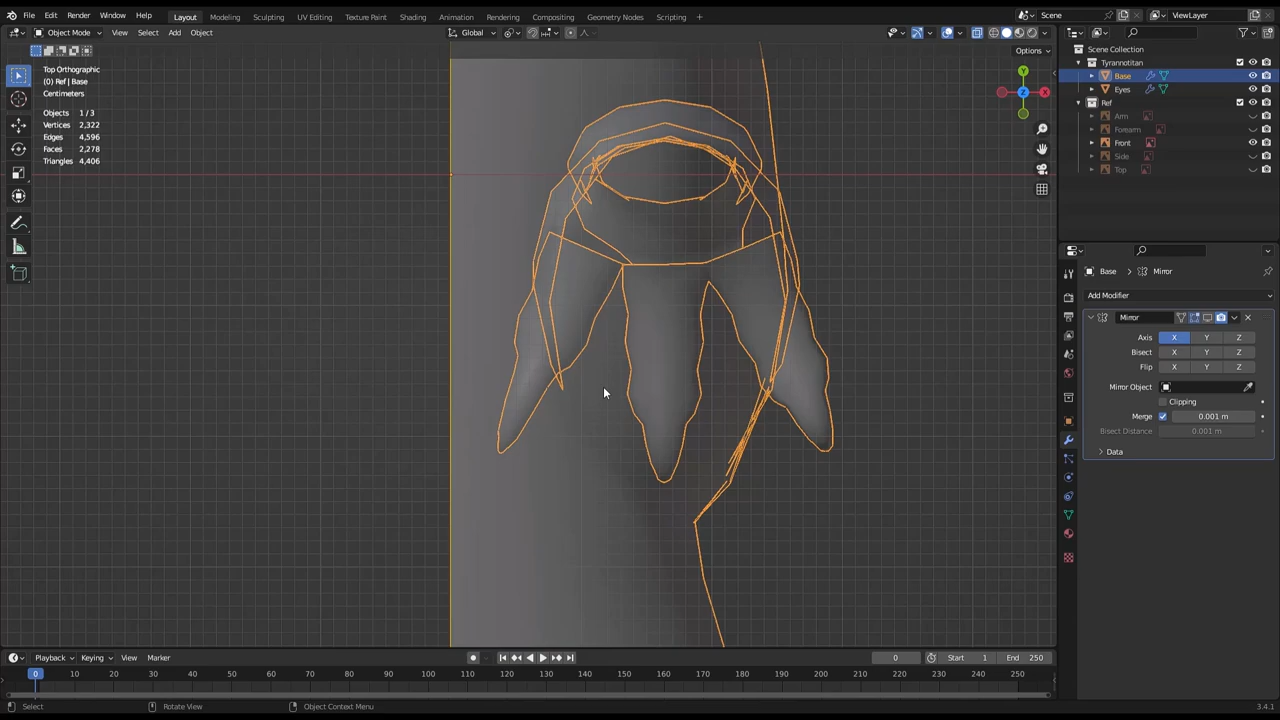 File Edit Render Window Help Layout Modeling Sculpting UV Editing Texture Paint Shading Animation Rendering Compositing Geometry Nodes Scripting + Scene ViewLayer
Object Mode View Select Add Object Global
Options
Top Orthographic
(0) Ref | Base
Centimeters
Objects 1 / 3
Vertices 2,322
Edges 4,596
Faces 2,278
Triangles 4,406
Y
Z
X
Scene Collection
Tyrannotitan
Base
Eyes
Ref
Arm
Forearm
Front
Side
Top
Base > Mirror
Add Modifier
Mirror
Axis X Y Z
Bisect X Y Z
Flip X Y Z
Mirror Object
Clipping
Merge 0.001 m
Bisect Distance 0.001 m
Data
Playback Keying View Marker 0 Start 1 End 250
0 10 20 30 40 50 60 70 80 90 100 110 120 130 140 150 160 170 180 190 200 210 220 230 240 250
Select Rotate View Object Context Menu 3.4.1